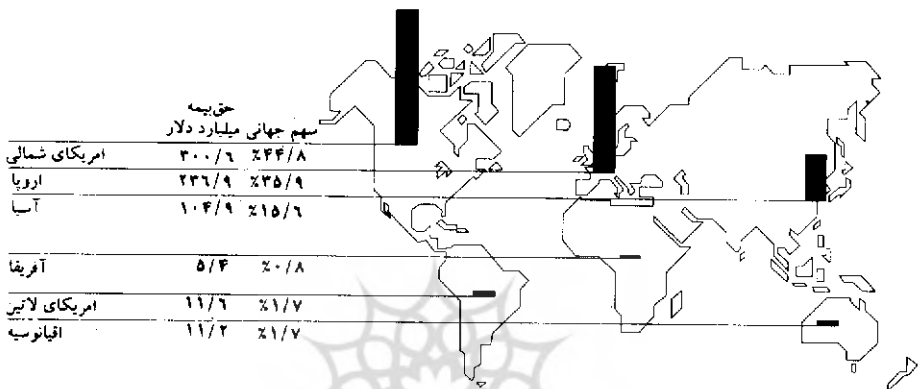 حق‌بیمه
سهم جهانی میلیارد دلار
امریکای شمالی ۳۰۰/۶ ٪۴۴/۸
اروپا ۲۳۶/۹ ٪۳۵/۹
آسیا ۱۰۴/۹ ٪۱۵/۶
آفریقا ۵/۴ ٪۰/۸
امریکای لاتین ۱۱/۶ ٪۱/۷
اقیانوسیه ۱۱/۲ ٪۱/۷